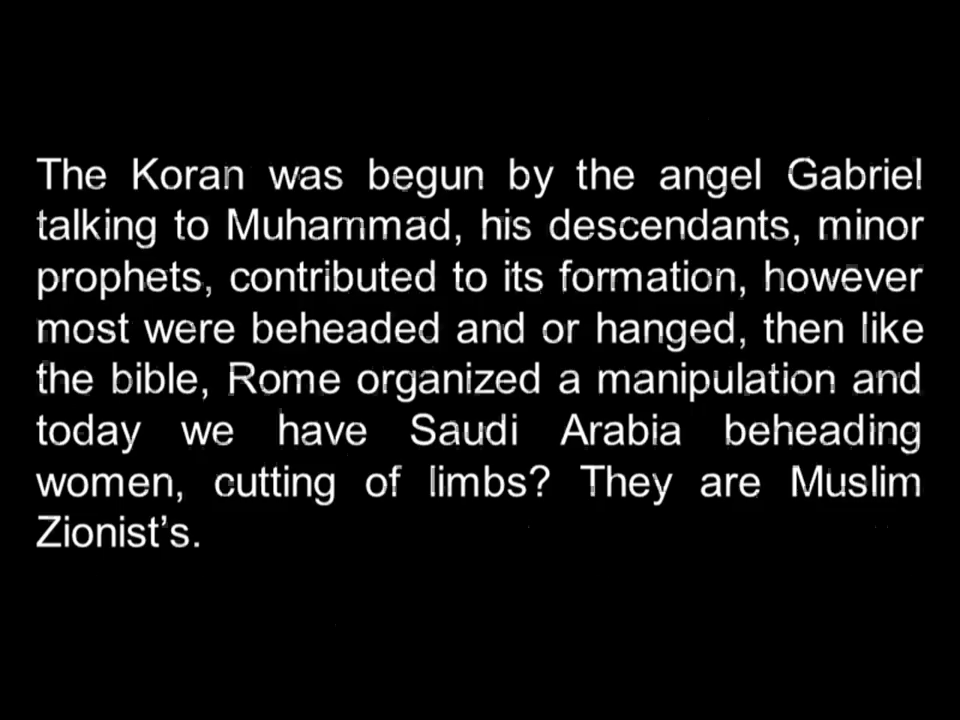 The Koran was begun by the angel Gabriel
talking to Muhammad, his descendants, minor
prophets, contributed to its formation, however
most were beheaded and or hanged, then like
the bible, Rome organized a manipulation and
today we have Saudi Arabia beheading
women, cutting of limbs? They are Muslim
Zionist’s.